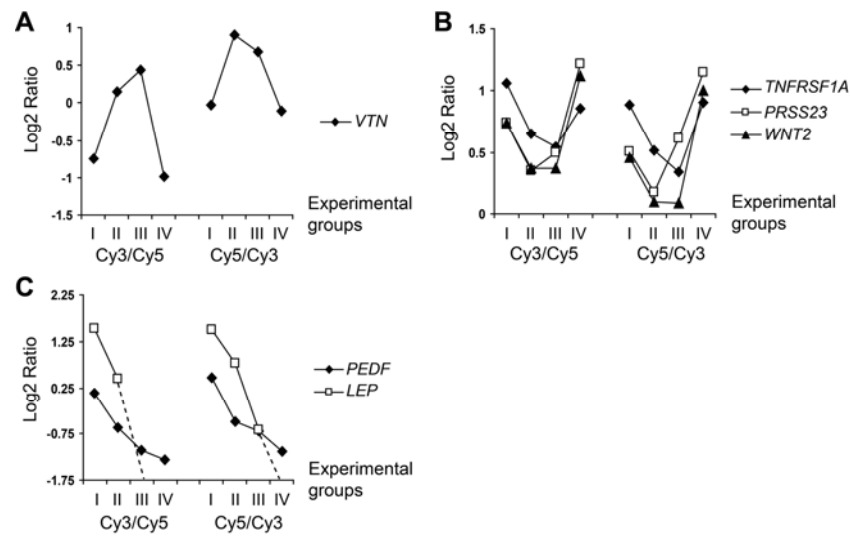 A
1
0.5
0
-0.5
-1
-1.5
Log2 Ratio
VTN
I II III IV I II III IV
Cy3/Cy5 Cy5/Cy3
Experimental
groups
B
1.5
1
0.5
0
Log2 Ratio
TNFRSF1A
PRSS23
WNT2
I II III IV I II III IV
Cy3/Cy5 Cy5/Cy3
Experimental
groups
C
2.25
1.25
0.25
-0.75
-1.75
Log2 Ratio
PEDF
LEP
I II III IV I II III IV
Cy3/Cy5 Cy5/Cy3
Experimental
groups